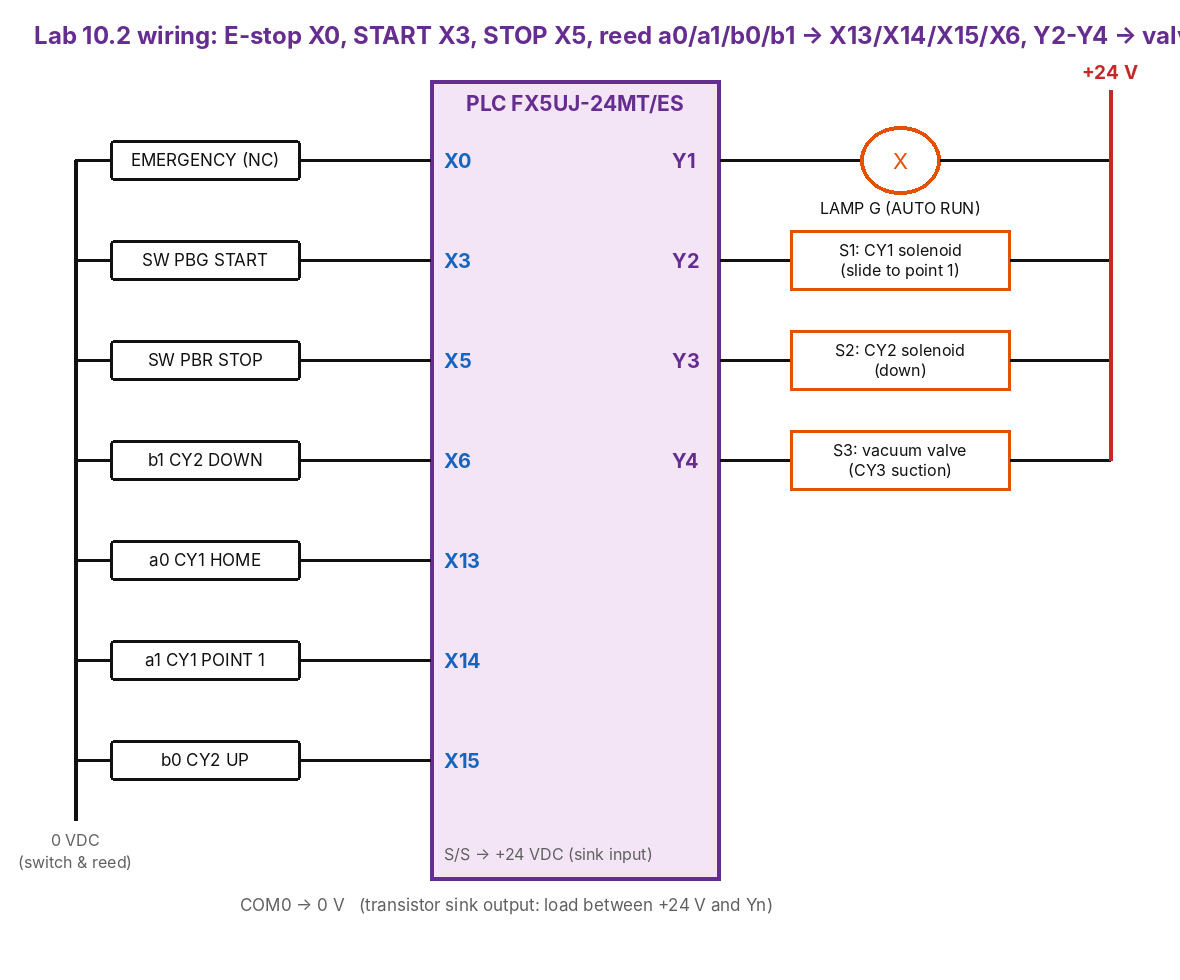 Lab 10.2 wiring: E-stop X0, START X3, STOP X5, reed a0/a1/b0/b1 → X13/X14/X15/X6, Y2-Y4 →
+24 V
PLC FX5UJ-24MT/ES
EMERGENCY (NC)
X0
Y1
X
LAMP G (AUTO RUN)
SW PBG START
X3
Y2
S1: CY1 solenoid
(slide to point 1)
SW PBR STOP
X5
Y3
S2: CY2 solenoid
(down)
b1 CY2 DOWN
X6
Y4
S3: vacuum valve
(CY3 suction)
a0 CY1 HOME
X13
a1 CY1 POINT 1
X14
b0 CY2 UP
X15
0 VDC
(switch & reed)
S/S → +24 VDC (sink input)
COM0 → 0 V (transistor sink output: load between +24 V and Yn)